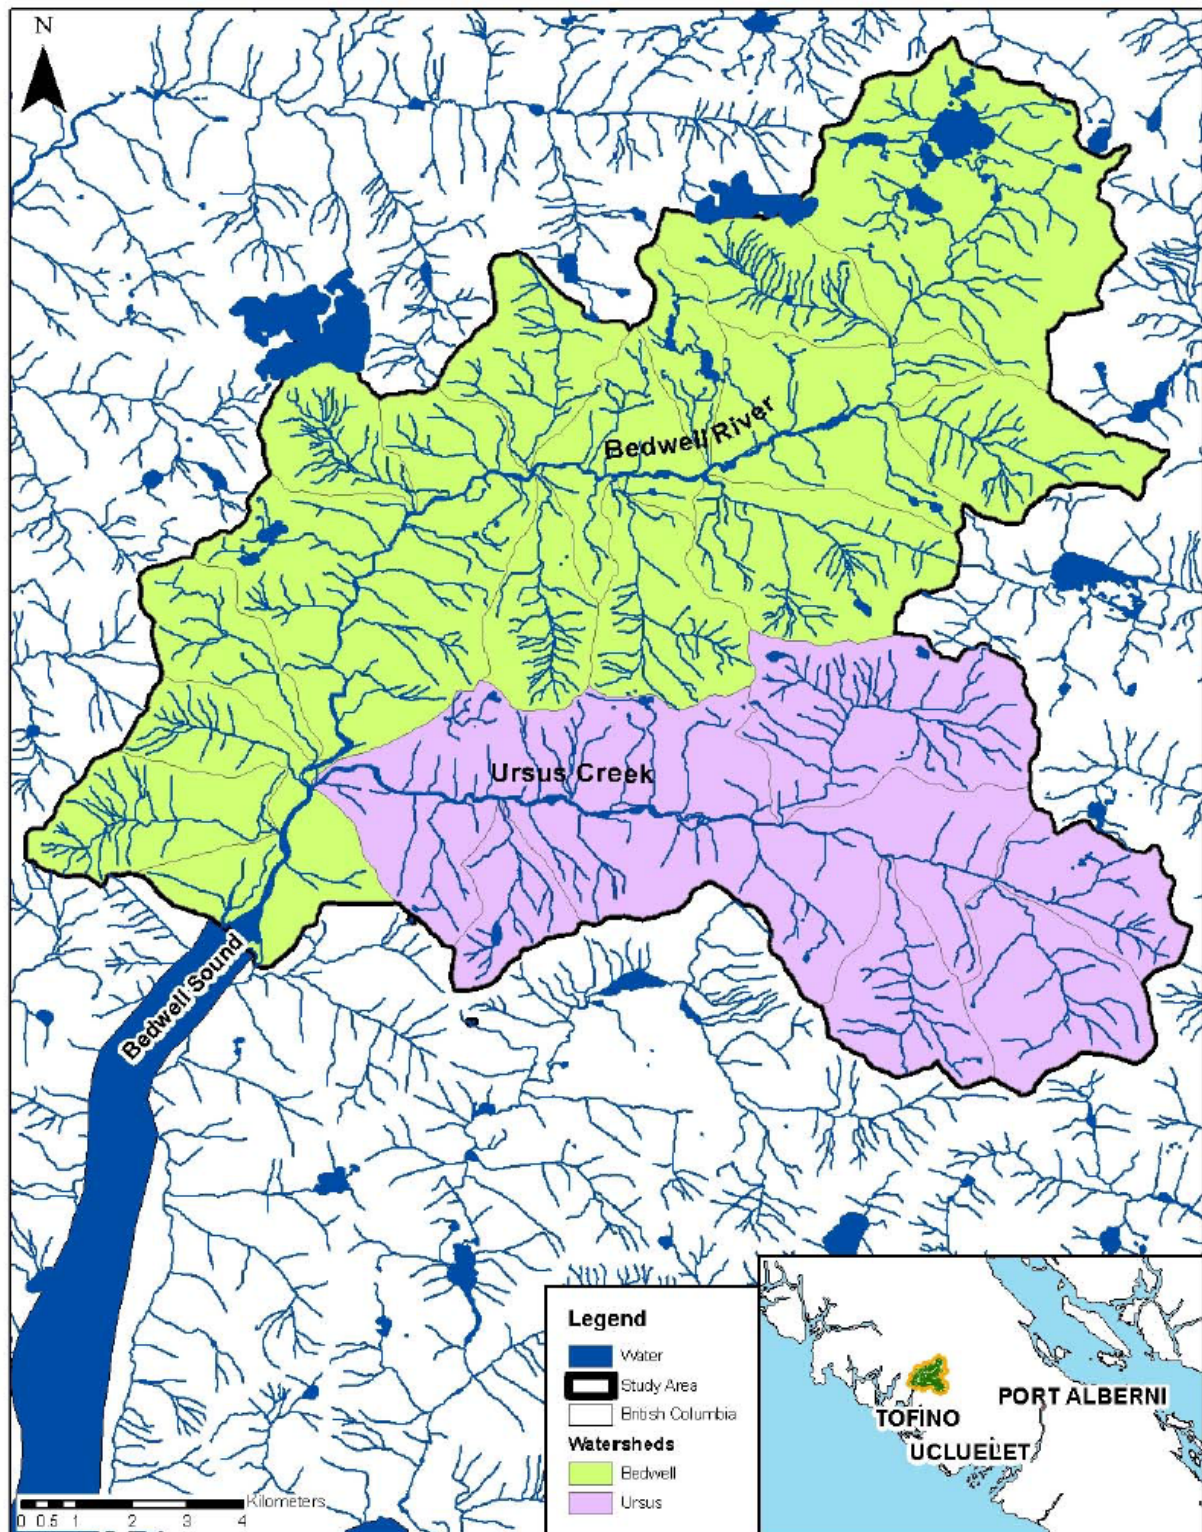 N
Bedwell River
Ursus Creek
Bedwell Sound
Legend
Water
Study Area
British Columbia
Watersheds
Bedwell
Ursus
PORT ALBERNI
TOFINO
UCLUELET
Kilometers
0 0.5 1 2 3 4